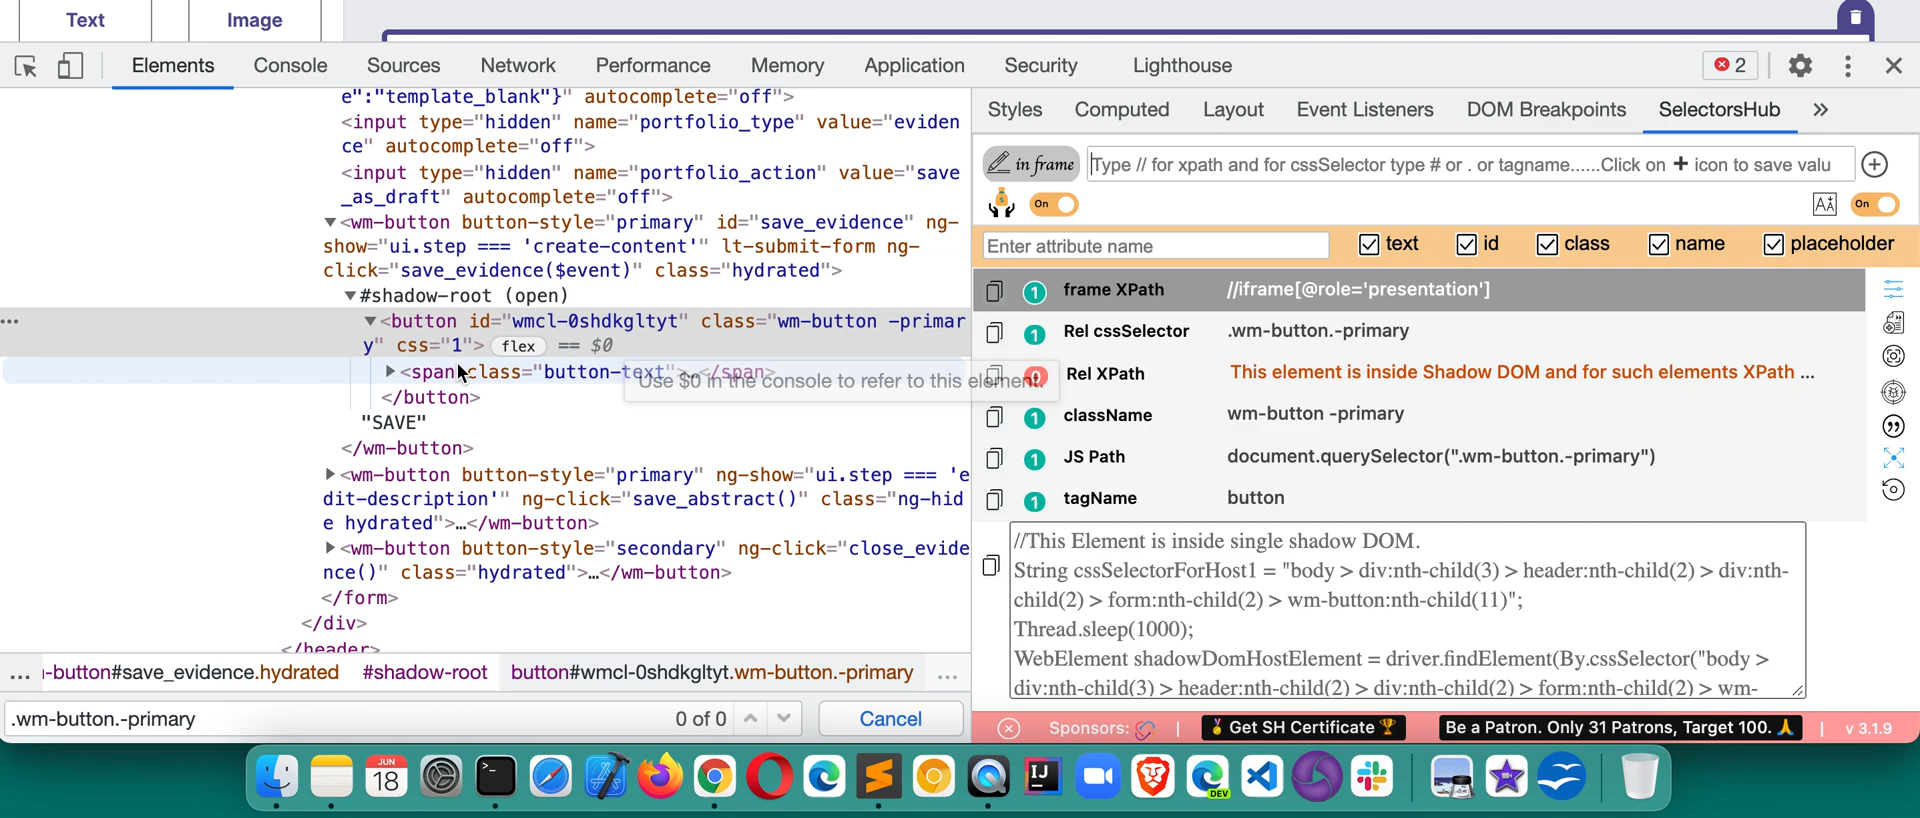 Text Image
Elements Console Sources Network Performance Memory Application Security Lighthouse 2
e":"template_blank"}" autocomplete="off">
<input type="hidden" name="portfolio_type" value="eviden
ce" autocomplete="off">
<input type="hidden" name="portfolio_action" value="save
_as_draft" autocomplete="off">
▼<wm-button button-style="primary" id="save_evidence" ng-
show="ui.step === 'create-content'" lt-submit-form ng-
click="save_evidence($event)" class="hydrated">
▼#shadow-root (open)
... ▼<button id="wmcl-0shdkgltyt" class="wm-button -primar
y" css="1"> flex == $0
▶<span class="button-text">…</span>
Use $0 in the console to refer to this element.
</button>
"SAVE"
</wm-button>
▶<wm-button button-style="primary" ng-show="ui.step === 'e
dit-description'" ng-click="save_abstract()" class="ng-hid
e hydrated">…</wm-button>
▶<wm-button button-style="secondary" ng-click="close_evide
nce()" class="hydrated">…</wm-button>
</form>
</div>
</header>
... -button#save_evidence.hydrated #shadow-root button#wmcl-0shdkgltyt.wm-button.-primary ...
.wm-button.-primary 0 of 0 Cancel
Styles Computed Layout Event Listeners DOM Breakpoints SelectorsHub »
in frame Type // for xpath and for cssSelector type # or . or tagname......Click on + icon to save valu
On On
Enter attribute name text id class name placeholder
1 frame XPath //iframe[@role='presentation']
1 Rel cssSelector .wm-button.-primary
0 Rel XPath This element is inside Shadow DOM and for such elements XPath ...
1 className wm-button -primary
1 JS Path document.querySelector(".wm-button.-primary")
1 tagName button
//This Element is inside single shadow DOM.
String cssSelectorForHost1 = "body > div:nth-child(3) > header:nth-child(2) > div:nth-
child(2) > form:nth-child(2) > wm-button:nth-child(11)";
Thread.sleep(1000);
WebElement shadowDomHostElement = driver.findElement(By.cssSelector("body >
div:nth-child(3) > header:nth-child(2) > div:nth-child(2) > form:nth-child(2) > wm-
Sponsors: | 🏅 Get SH Certificate 🏆 Be a Patron. Only 31 Patrons, Target 100. 🙏 | v 3.1.9
JUN
18
IJ
DEV